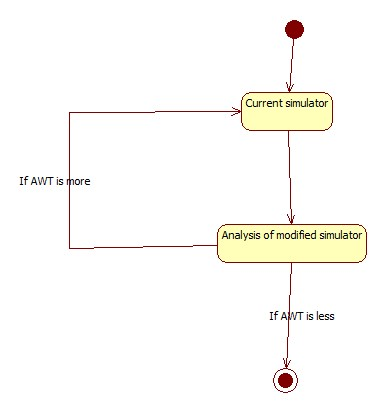 Current simulator
If AWT is more
Analysis of modified simulator
If AWT is less